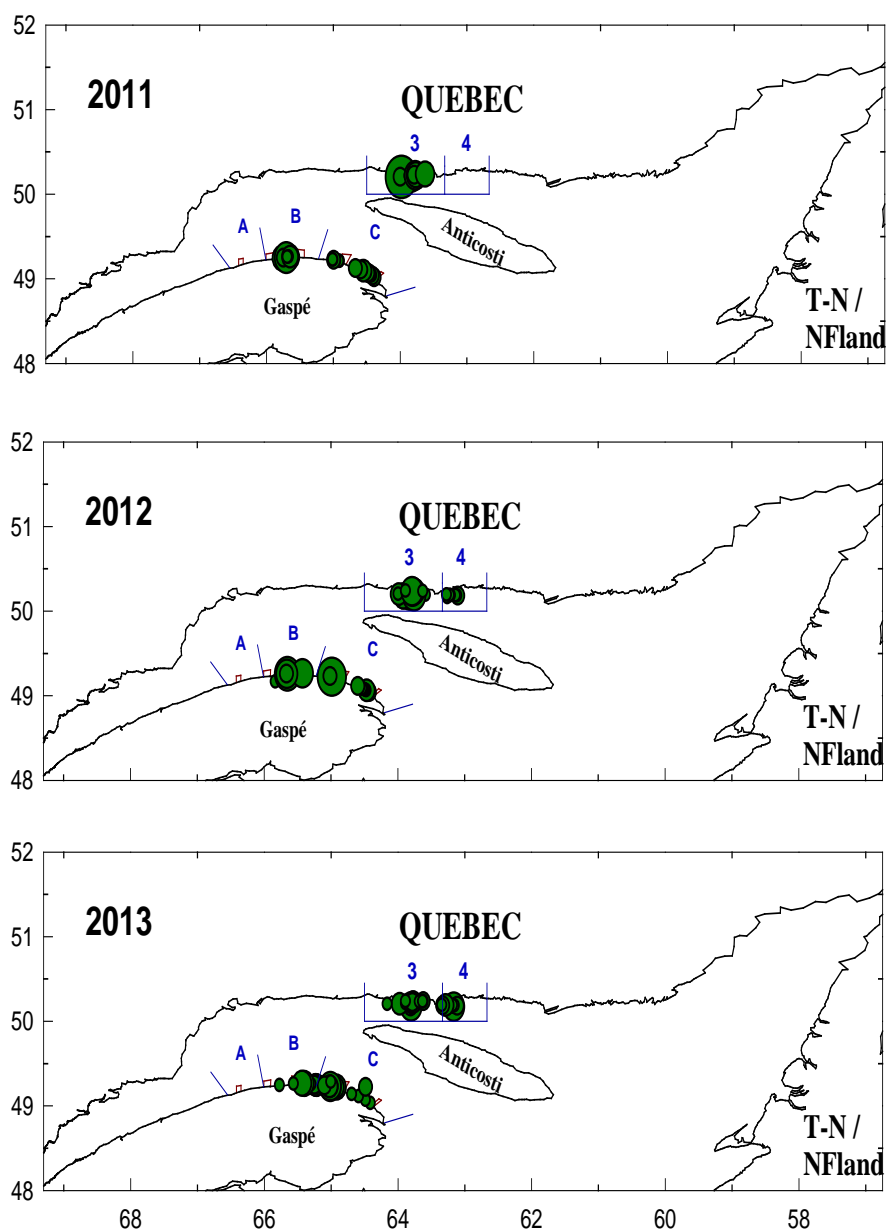 52
51
50
49
48
2011
QUEBEC
3 4
A B C
Anticosti
Gaspé
T-N /
NFland
52
51
50
49
48
2012
QUEBEC
3 4
A B C
Anticosti
Gaspé
T-N /
NFland
52
51
50
49
48
2013
QUEBEC
3 4
A B C
Anticosti
Gaspé
T-N /
NFland
68 66 64 62 60 58